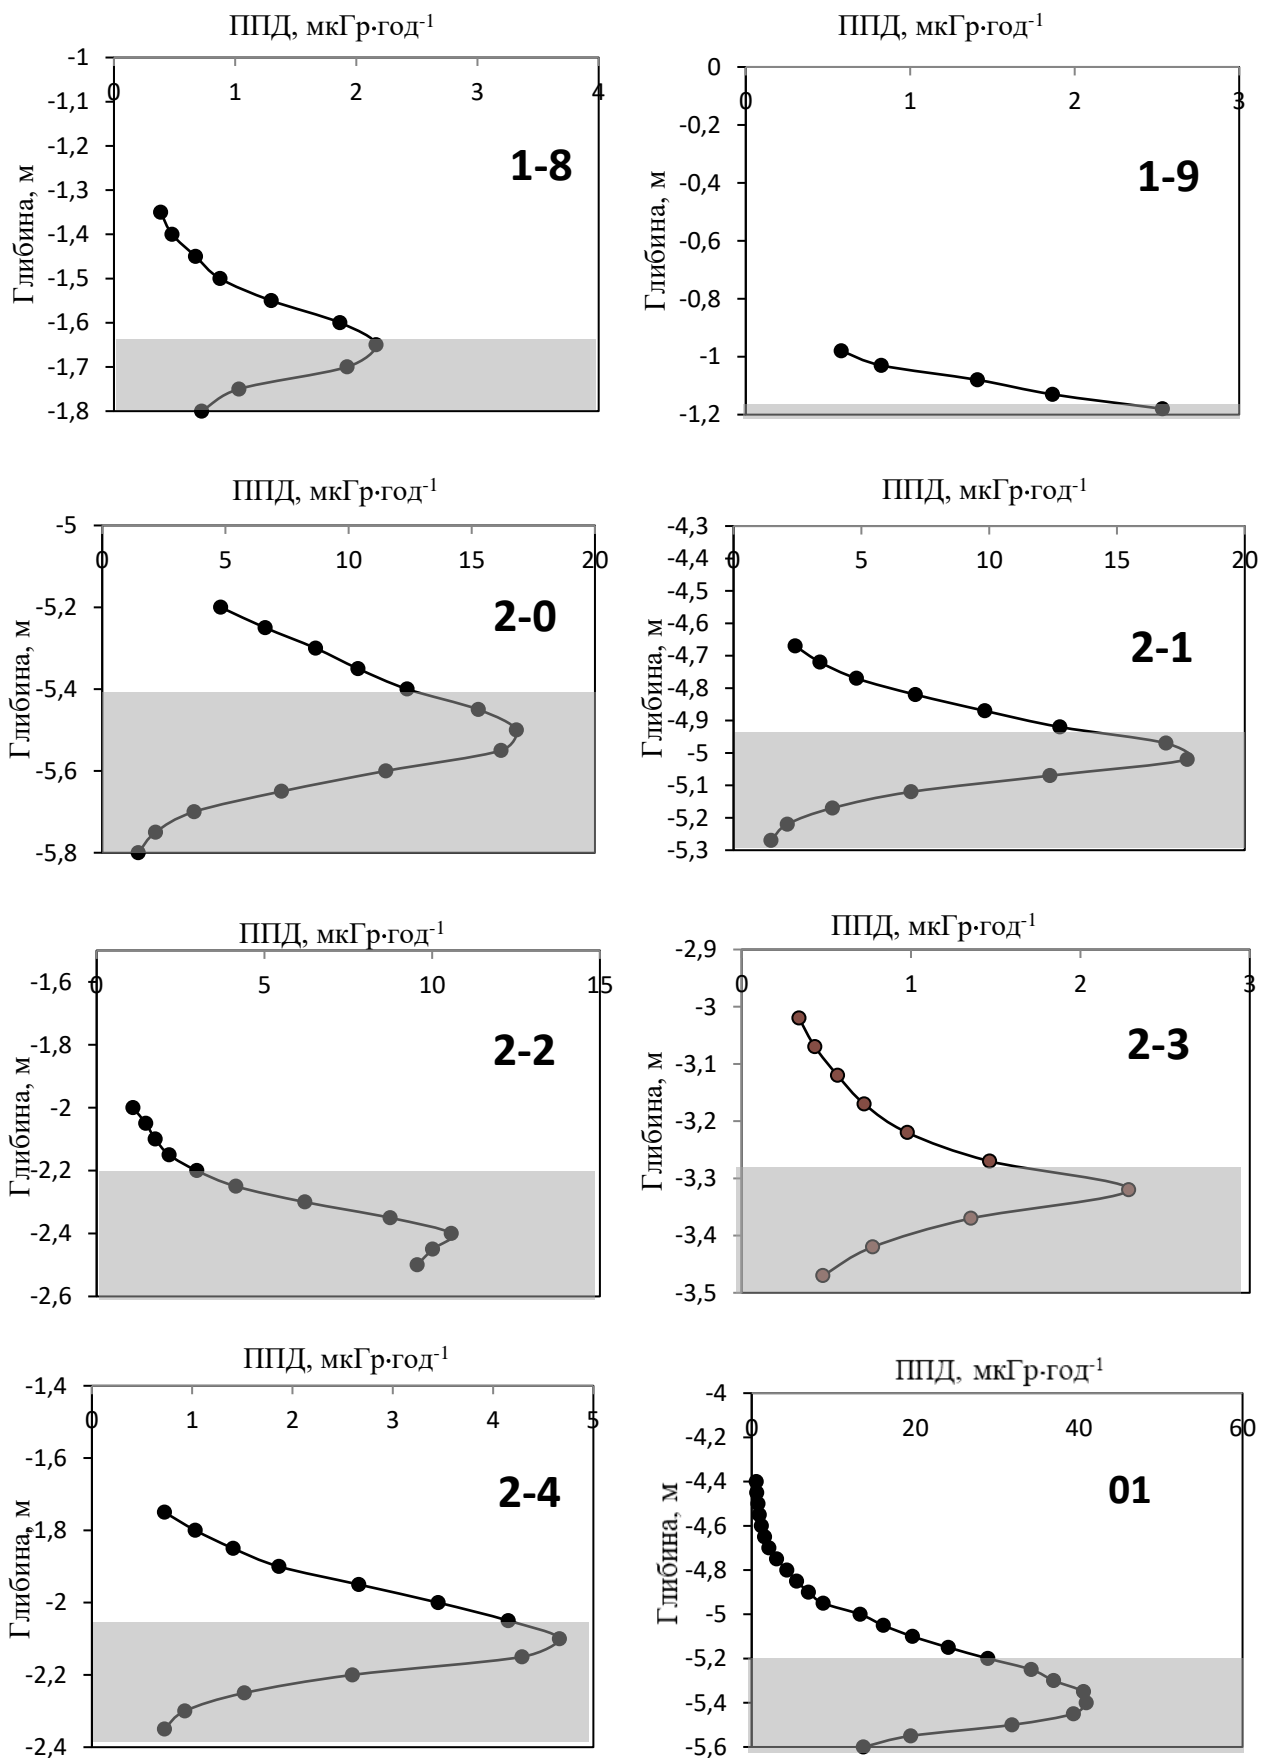 ППД, мкГр·год-1
-1
-1,1
-1,2
-1,3
-1,4
-1,5
-1,6
-1,7
-1,8
0 1 2 3 4
Глибина, м
1-8
ППД, мкГр·год-1
0
-0,2
-0,4
-0,6
-0,8
-1
-1,2
0 1 2 3
Глибина, м
1-9
ППД, мкГр·год-1
-5
-5,2
-5,4
-5,6
-5,8
0 5 10 15 20
Глибина, м
2-0
ППД, мкГр·год-1
-4,3
-4,4
-4,5
-4,6
-4,7
-4,8
-4,9
-5
-5,1
-5,2
-5,3
0 5 10 15 20
Глибина, м
2-1
ППД, мкГр·год-1
-1,6
-1,8
-2
-2,2
-2,4
-2,6
0 5 10 15
Глибина, м
2-2
ППД, мкГр·год-1
-2,9
-3
-3,1
-3,2
-3,3
-3,4
-3,5
0 1 2 3
Глибина, м
2-3
ППД, мкГр·год-1
-1,4
-1,6
-1,8
-2
-2,2
-2,4
0 1 2 3 4 5
Глибина, м
2-4
ППД, мкГр·год-1
-4
-4,2
-4,4
-4,6
-4,8
-5
-5,2
-5,4
-5,6
0 20 40 60
Глибина, м
01